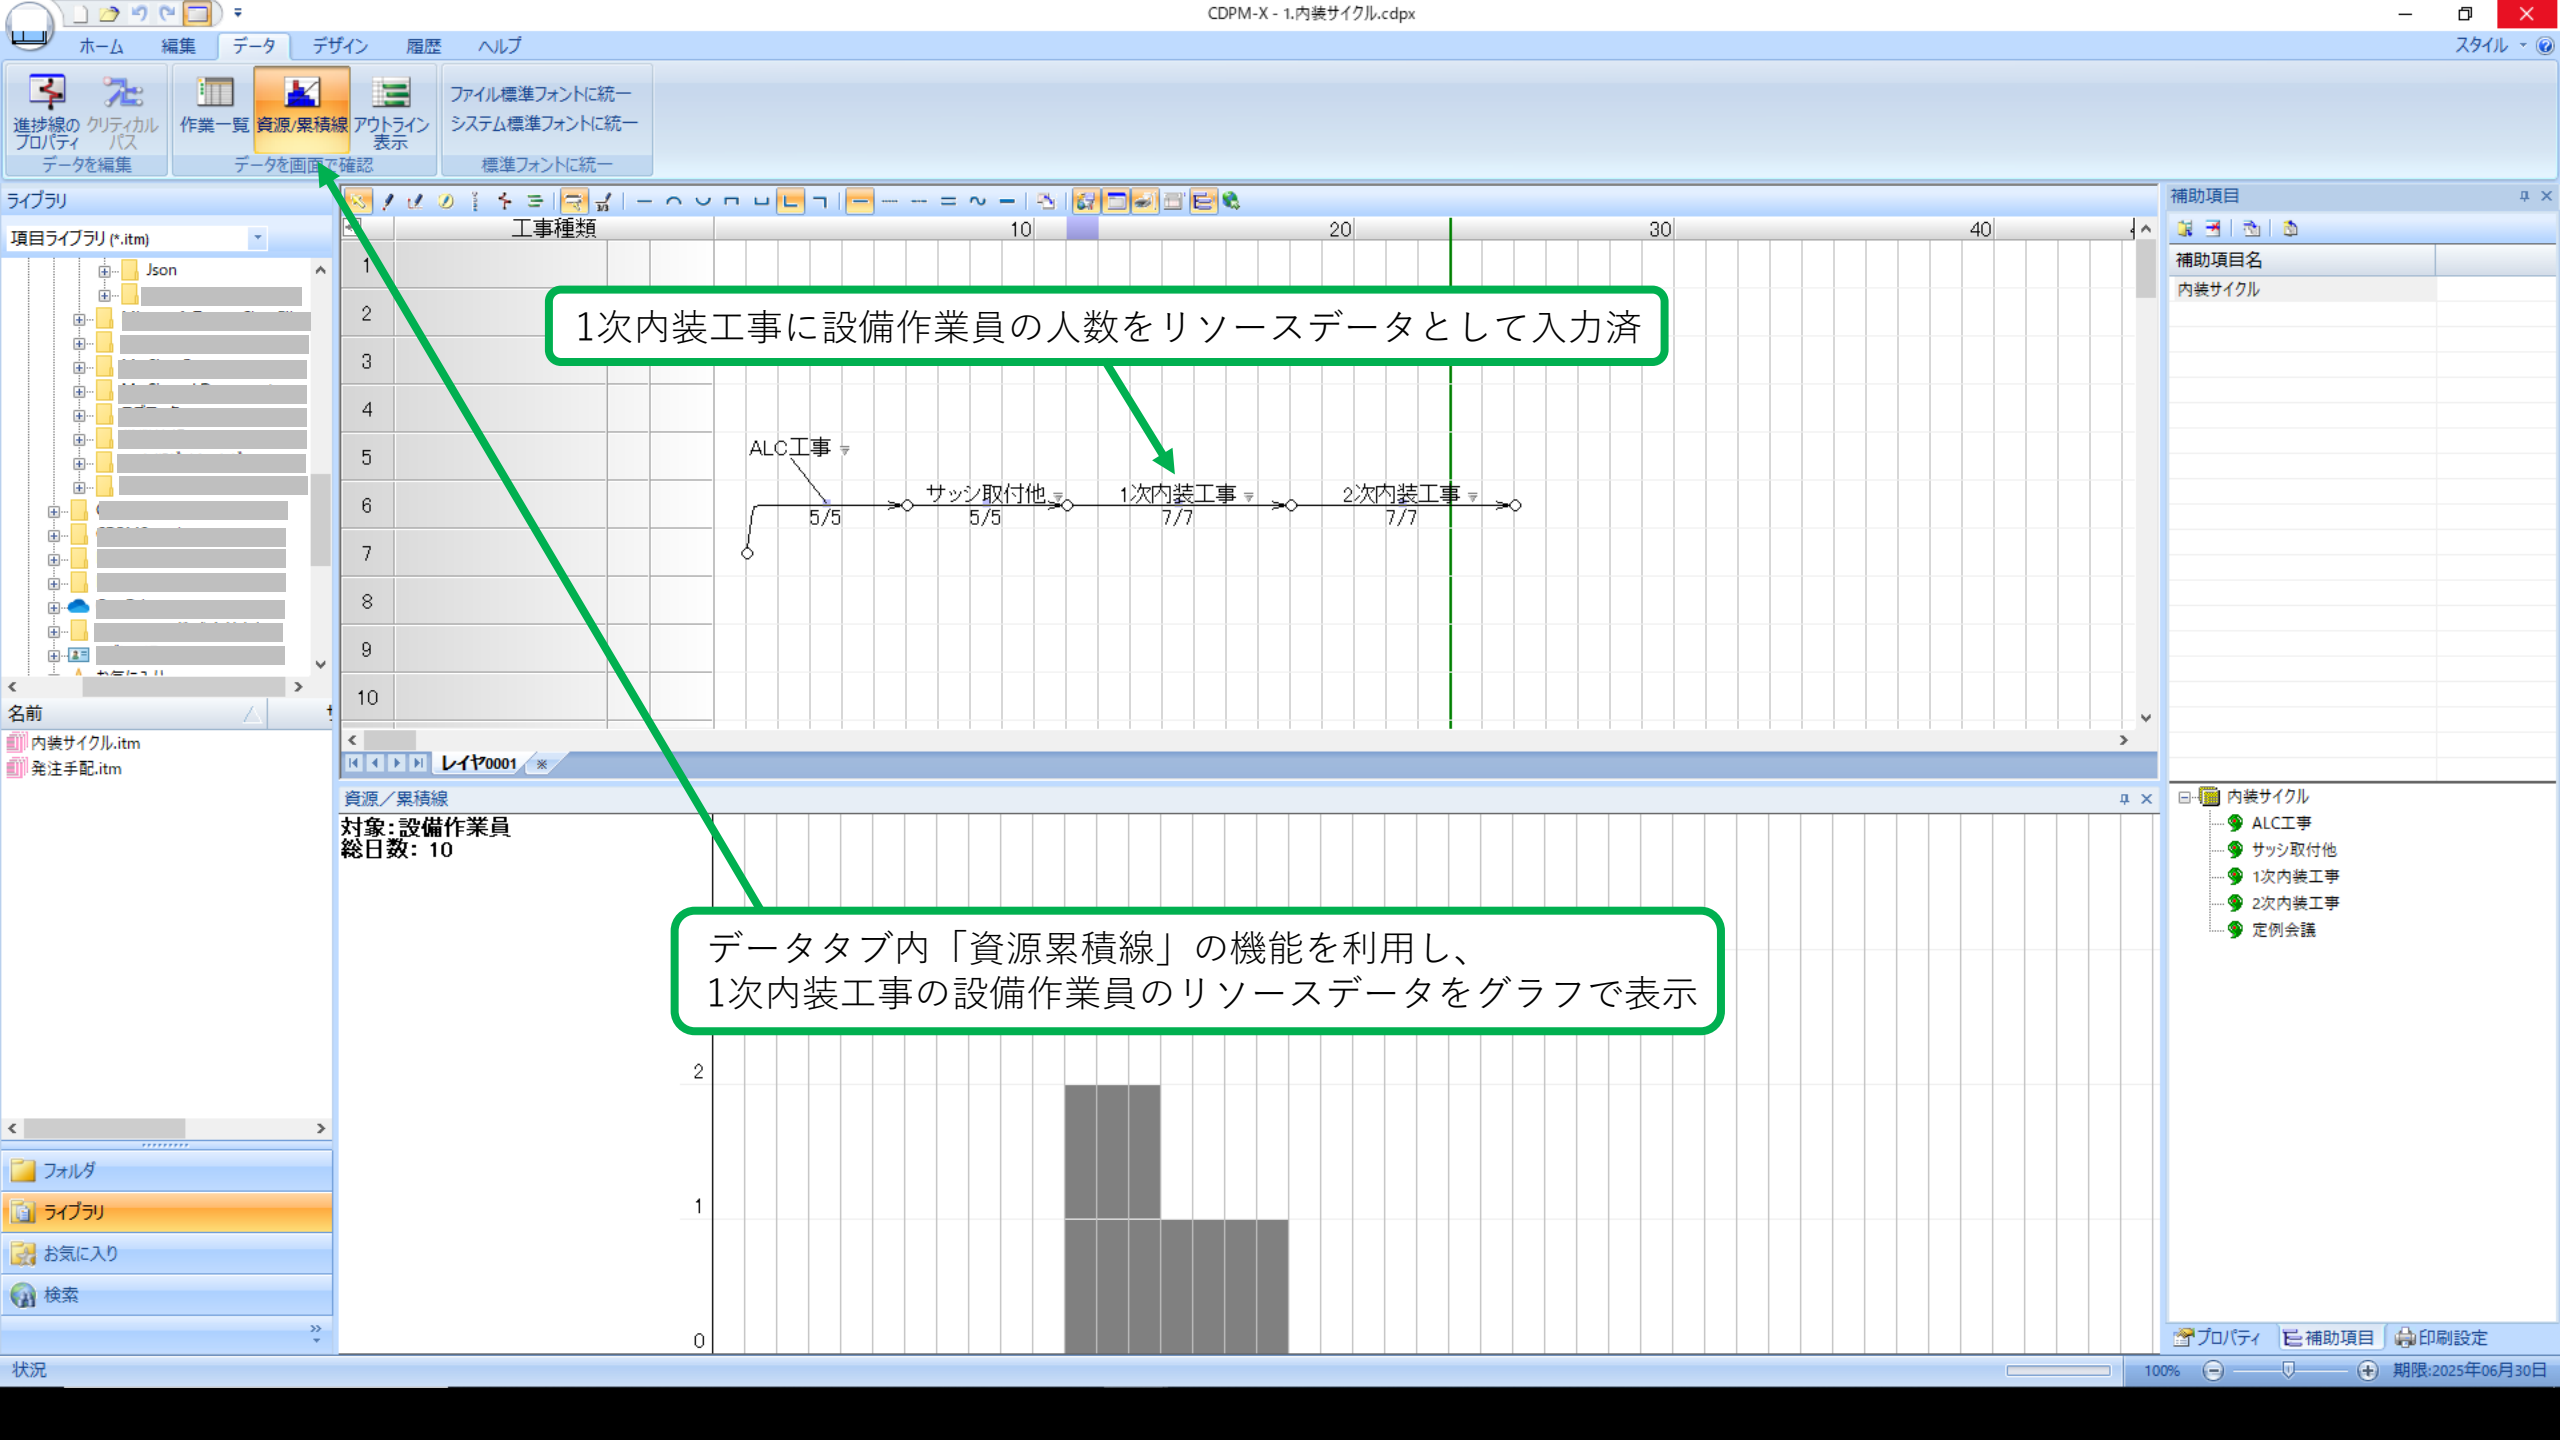 CDPM-X - 1.内装サイクル.cdpx
ホーム 編集 データ デザイン 履歴 ヘルプ
スタイル
進捗線の
プロパティ
クリティカル
パス
作業一覧
資源/累積線
アウトライン
表示
ファイル標準フォントに統一
システム標準フォントに統一
データを編集
データを画面で確認
標準フォントに統一
ライブラリ
項目ライブラリ (*.itm)
Json
名前
内装サイクル.itm
発注手配.itm
フォルダ
ライブラリ
お気に入り
検索
状況
工事種類
10 20 30 40
1
2
3
4
5
6
7
8
9
10
1次内装工事に設備作業員の人数をリソースデータとして入力済
ALC工事
サッシ取付他
1次内装工事
2次内装工事
5/5
5/5
7/7
7/7
レイヤ0001
資源／累積線
対象:設備作業員
総日数: 10
データタブ内「資源累積線」の機能を利用し、
1次内装工事の設備作業員のリソースデータをグラフで表示
2
1
0
補助項目
補助項目名
内装サイクル
内装サイクル
ALC工事
サッシ取付他
1次内装工事
2次内装工事
定例会議
プロパティ 補助項目 印刷設定
100%
期限:2025年06月30日